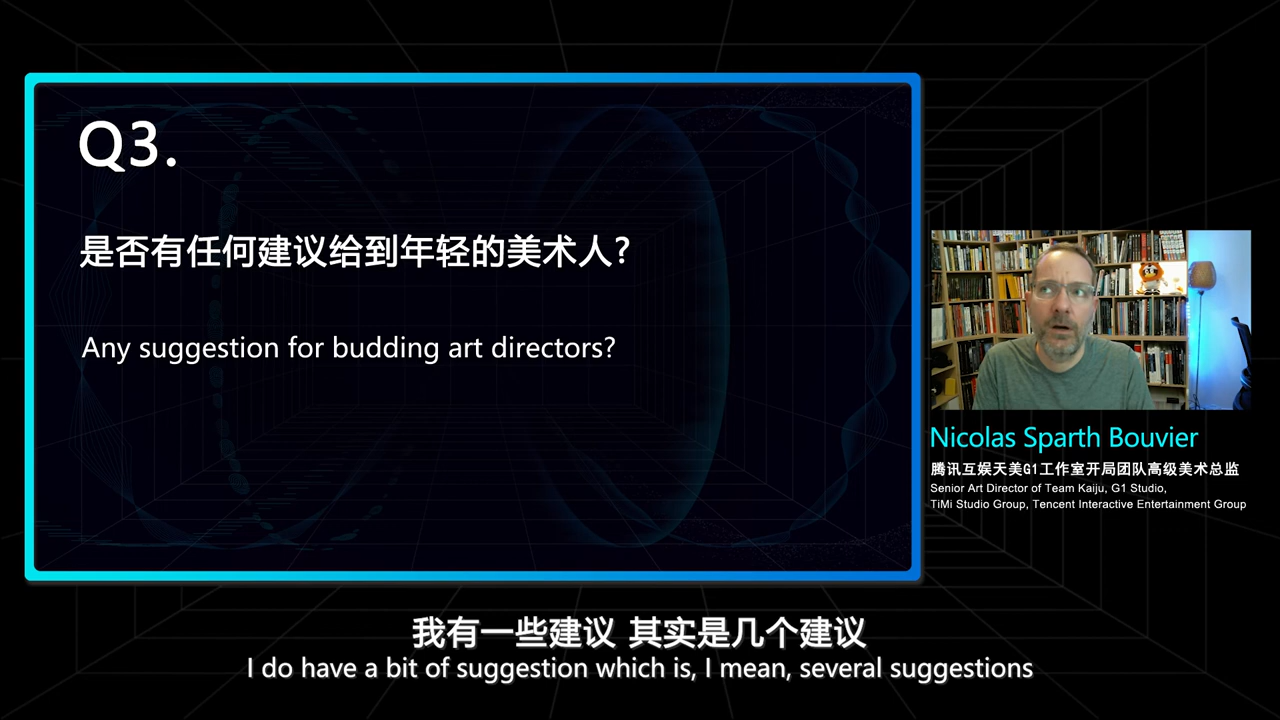 Q3.
是否有任何建议给到年轻的美术人?
Any suggestion for budding art directors?
Nicolas Sparth Bouvier
腾讯互娱天美G1工作室开局团队高级美术总监
Senior Art Director of Team Kaiju, G1 Studio,
TiMi Studio Group, Tencent Interactive Entertainment Group
我有一些建议 其实是几个建议
I do have a bit of suggestion which is, I mean, several suggestions